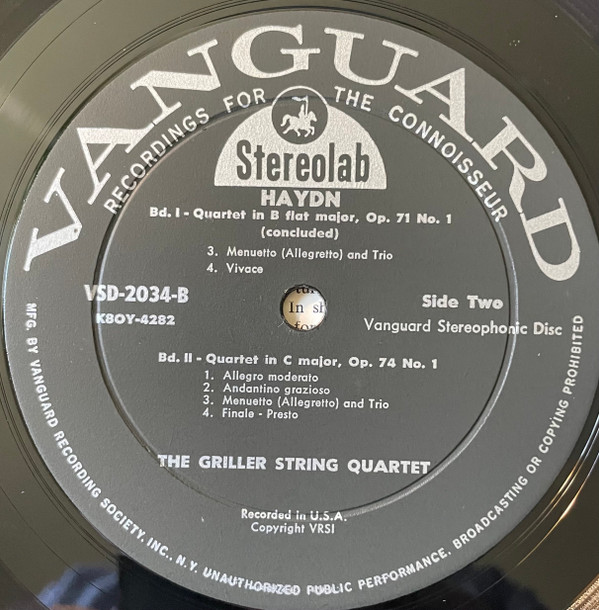 VANGUARD
RECORDINGS FOR THE CONNOISSEUR
Stereolab
HAYDN
Bd. I - Quartet in B flat major, Op. 71 No. 1
(concluded)
3. Menuetto (Allegretto) and Trio
4. Vivace
VSD-2034-B
K8OY-4282
In
Side Two
Vanguard Stereophonic Disc
Bd. II - Quartet in C major, Op. 74 No. 1
1. Allegro moderato
2. Andantino grazioso
3. Menuetto (Allegretto) and Trio
4. Finale - Presto
THE GRILLER STRING QUARTET
Recorded in U.S.A.
Copyright VRSI
MFG. BY VANGUARD RECORDING SOCIETY, INC., N.Y. UNAUTHORIZED PUBLIC PERFORMANCE, BROADCASTING OR COPYING PROHIBITED